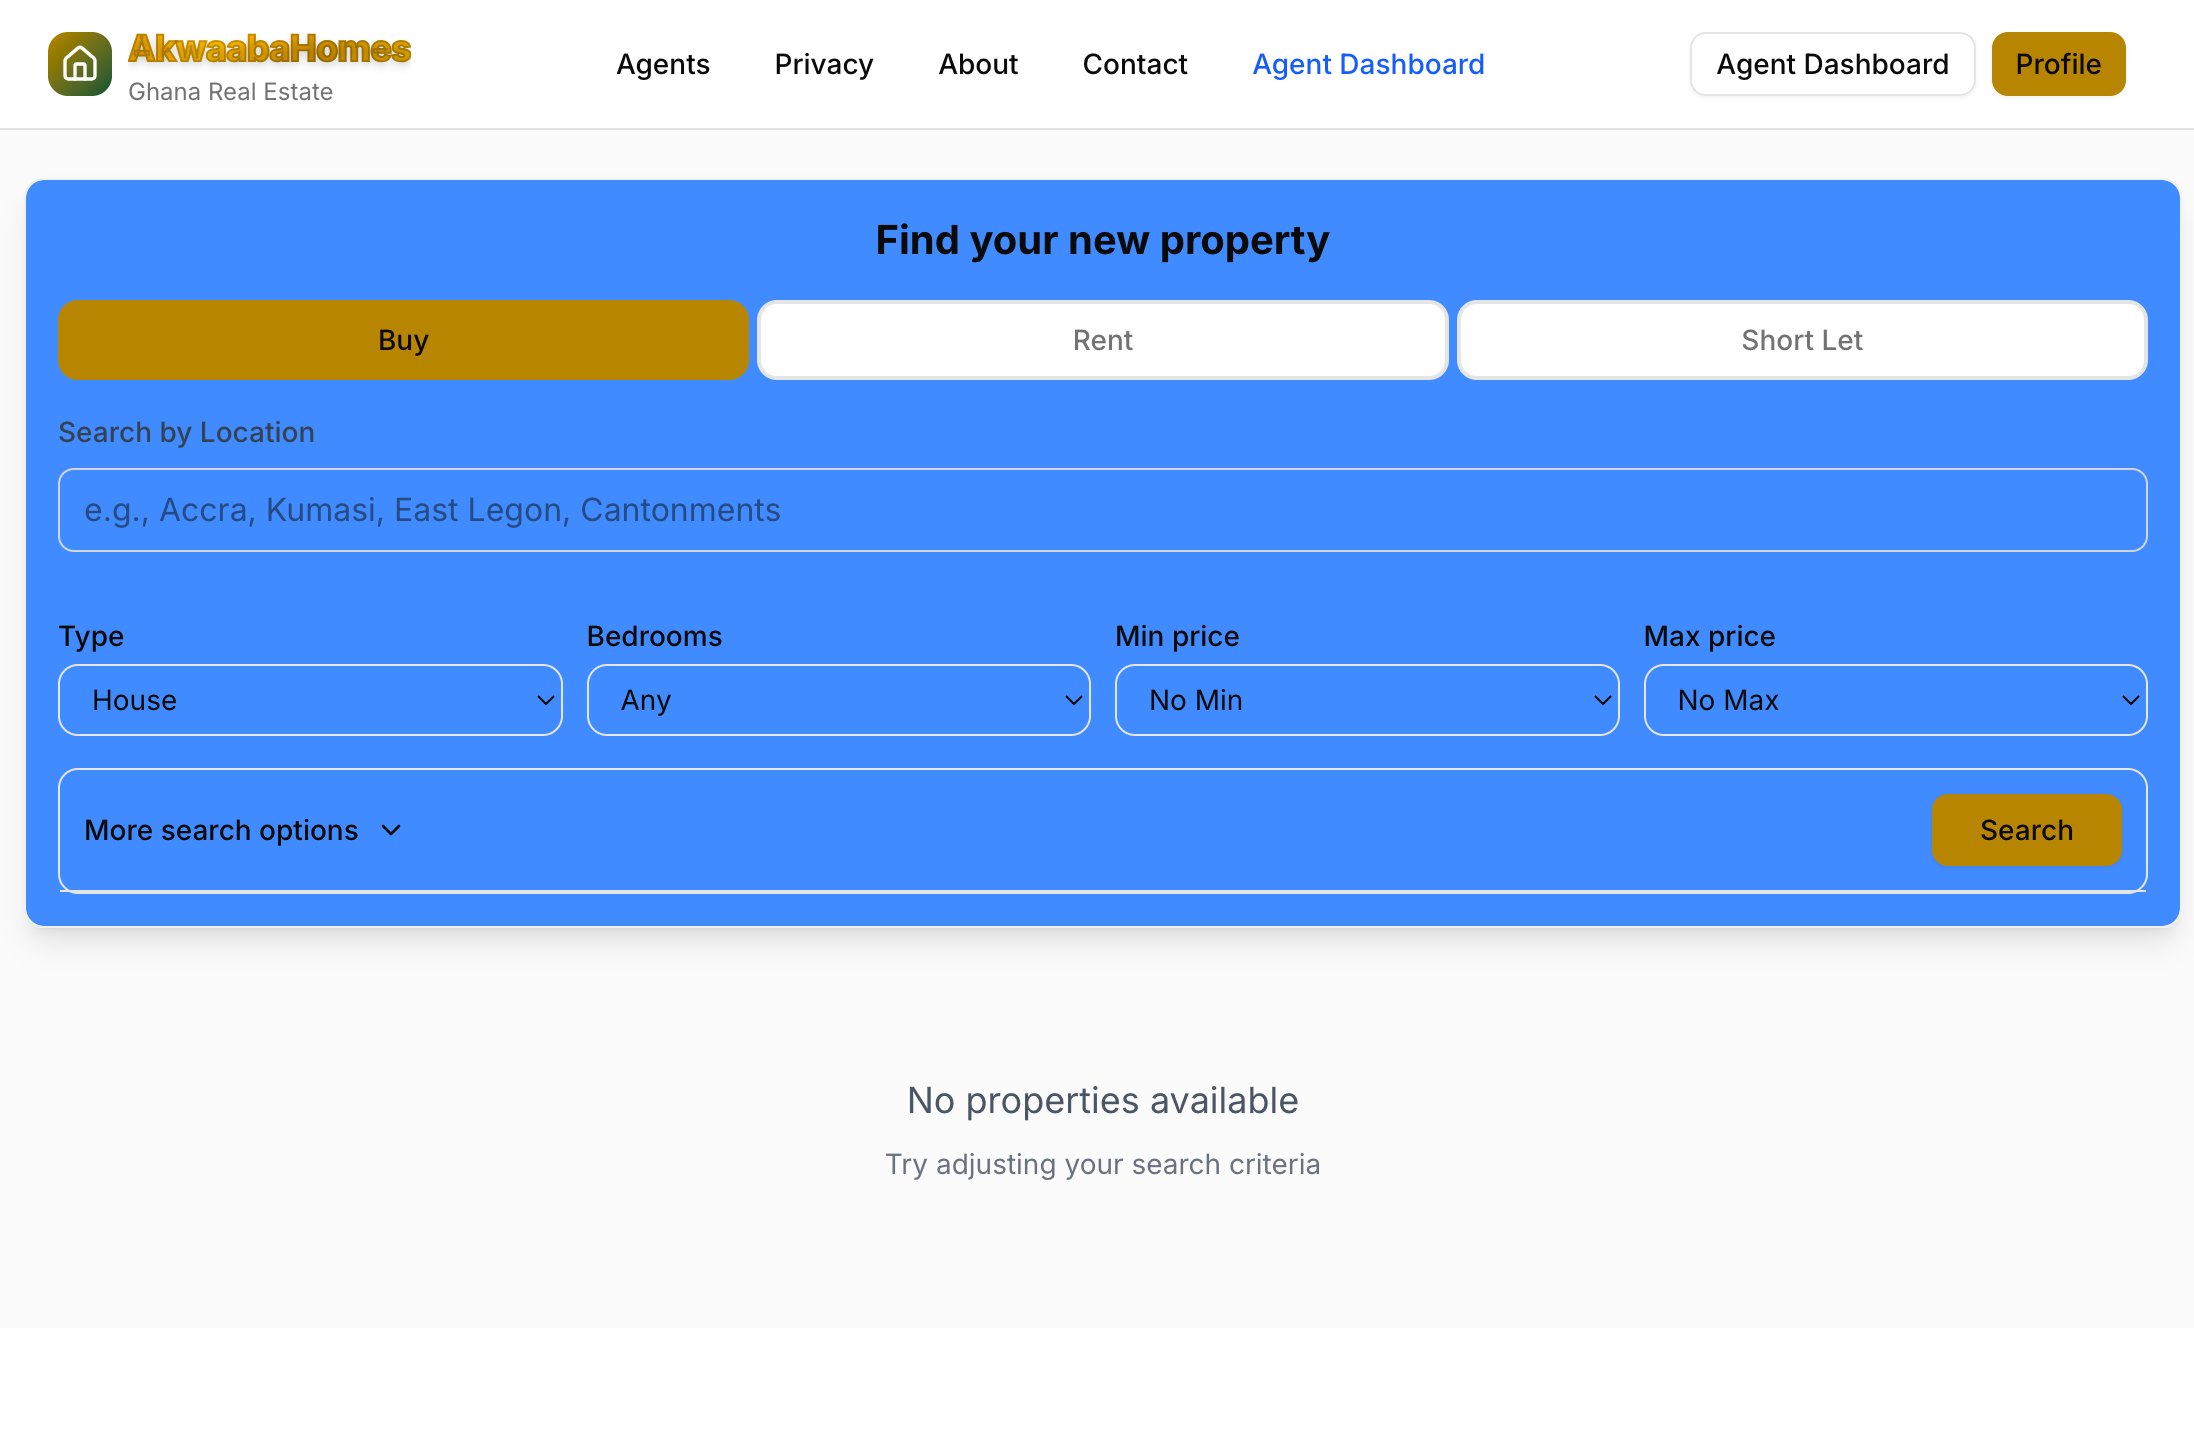 AkwaabaHomes
Ghana Real Estate
Agents Privacy About Contact Agent Dashboard
Agent Dashboard Profile
Find your new property
Buy Rent Short Let
Search by Location
e.g., Accra, Kumasi, East Legon, Cantonments
Type Bedrooms Min price Max price
House Any No Min No Max
More search options Search
No properties available
Try adjusting your search criteria